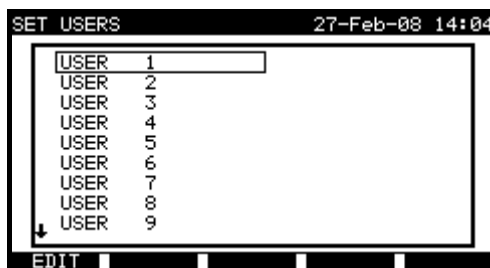 SET USERS 27-Feb-08 14:04
USER 1
USER 2
USER 3
USER 4
USER 5
USER 6
USER 7
USER 8
USER 9
EDIT